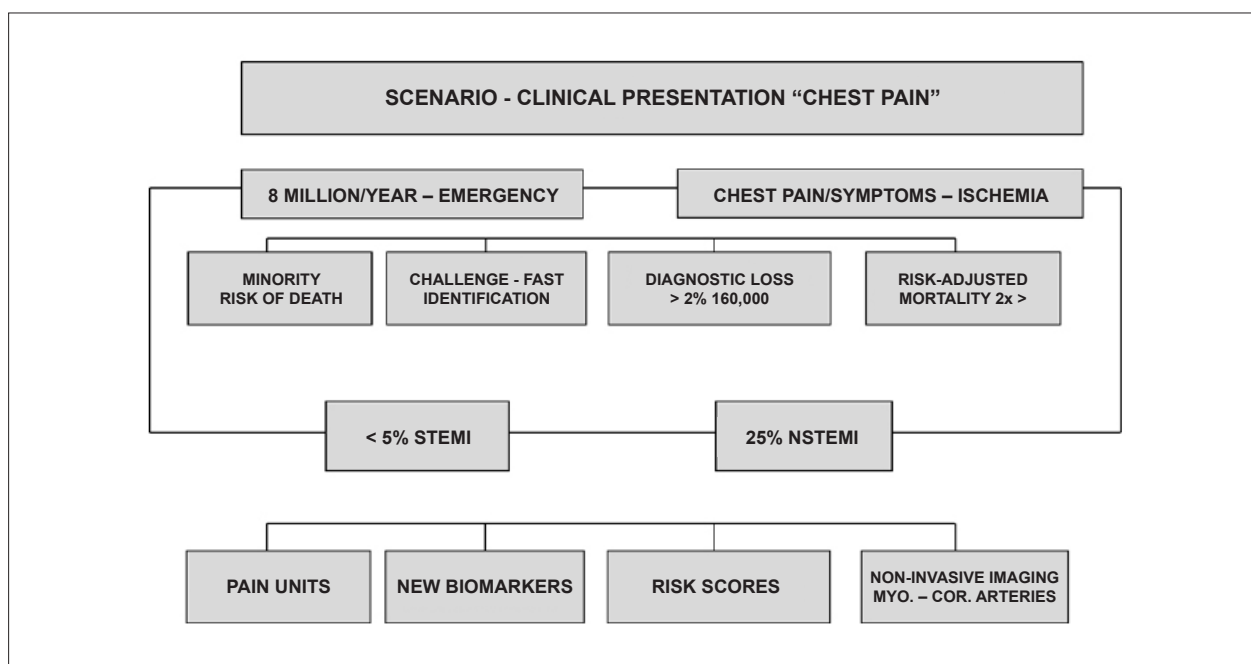 SCENARIO - CLINICAL PRESENTATION “CHEST PAIN”
8 MILLION/YEAR – EMERGENCY
CHEST PAIN/SYMPTOMS – ISCHEMIA
MINORITY
RISK OF DEATH
CHALLENGE - FAST
IDENTIFICATION
DIAGNOSTIC LOSS
> 2% 160,000
RISK-ADJUSTED
MORTALITY 2x >
< 5% STEMI
25% NSTEMI
PAIN UNITS
NEW BIOMARKERS
RISK SCORES
NON-INVASIVE IMAGING
MYO. – COR. ARTERIES